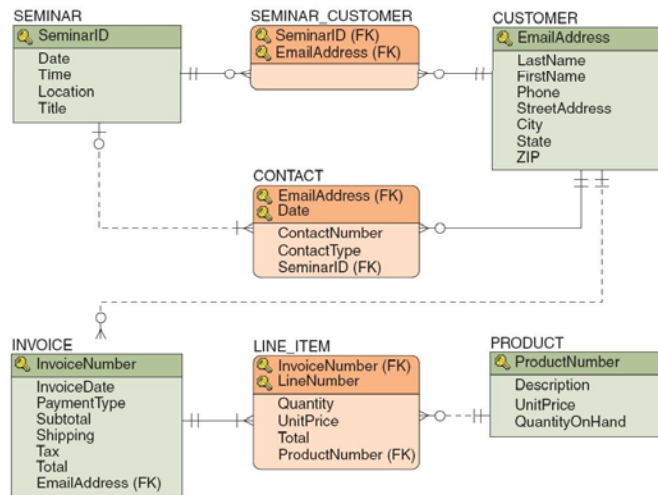 SEMINAR
SeminarID
Date
Time
Location
Title
SEMINAR_CUSTOMER
SeminarID (FK)
EmailAddress (FK)
CUSTOMER
EmailAddress
LastName
FirstName
Phone
StreetAddress
City
State
ZIP
CONTACT
EmailAddress (FK)
Date
ContactNumber
ContactType
SeminarID (FK)
INVOICE
InvoiceNumber
InvoiceDate
PaymentType
Subtotal
Shipping
Tax
Total
EmailAddress (FK)
LINE_ITEM
InvoiceNumber (FK)
LineNumber
Quantity
UnitPrice
Total
ProductNumber (FK)
PRODUCT
ProductNumber
Description
UnitPrice
QuantityOnHand